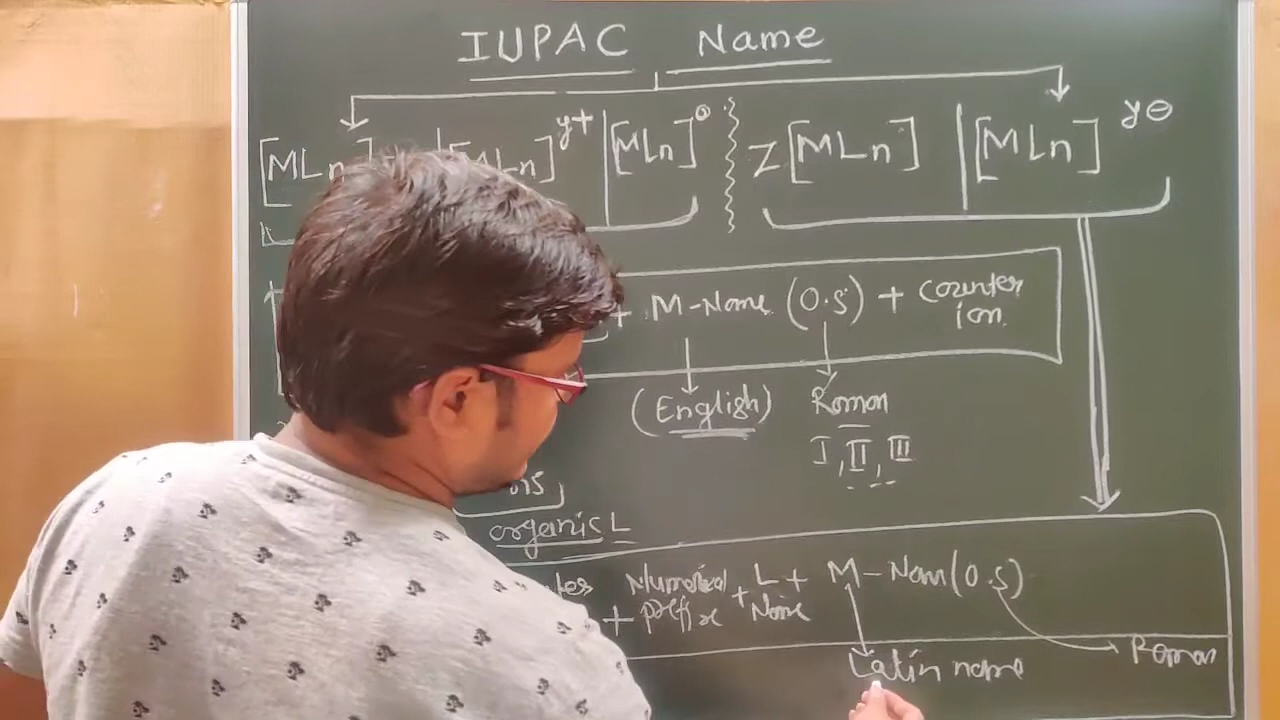 IUPAC Name
[MLn] [MLn]^y+ | [MLn]^⊖ Z[MLn] | [MLn]^y⊖
+ M-Name (O.S) + Counter
ion
(English) Roman
I, II, III
organic L
+ Numerical prefix + L Name + M-Nam(O.S)
Latin name Roman